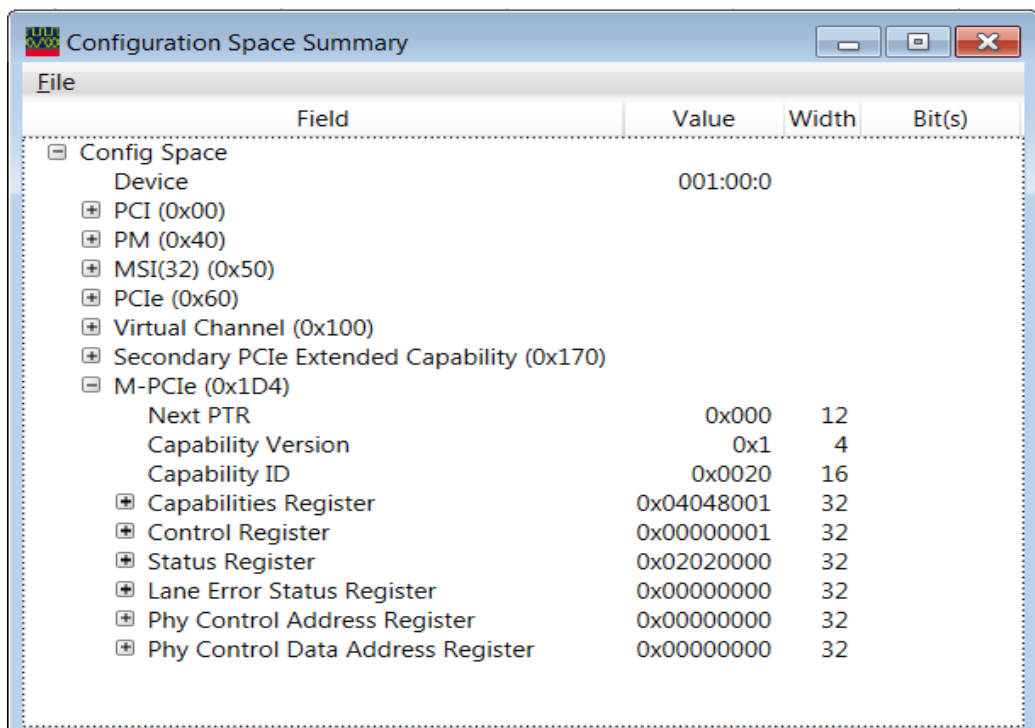 Configuration Space Summary
File
Field Value Width Bit(s)
Config Space
Device 001:00:0
PCI (0x00)
PM (0x40)
MSI(32) (0x50)
PCIe (0x60)
Virtual Channel (0x100)
Secondary PCIe Extended Capability (0x170)
M-PCIe (0x1D4)
Next PTR 0x000 12
Capability Version 0x1 4
Capability ID 0x0020 16
Capabilities Register 0x04048001 32
Control Register 0x00000001 32
Status Register 0x02020000 32
Lane Error Status Register 0x00000000 32
Phy Control Address Register 0x00000000 32
Phy Control Data Address Register 0x00000000 32